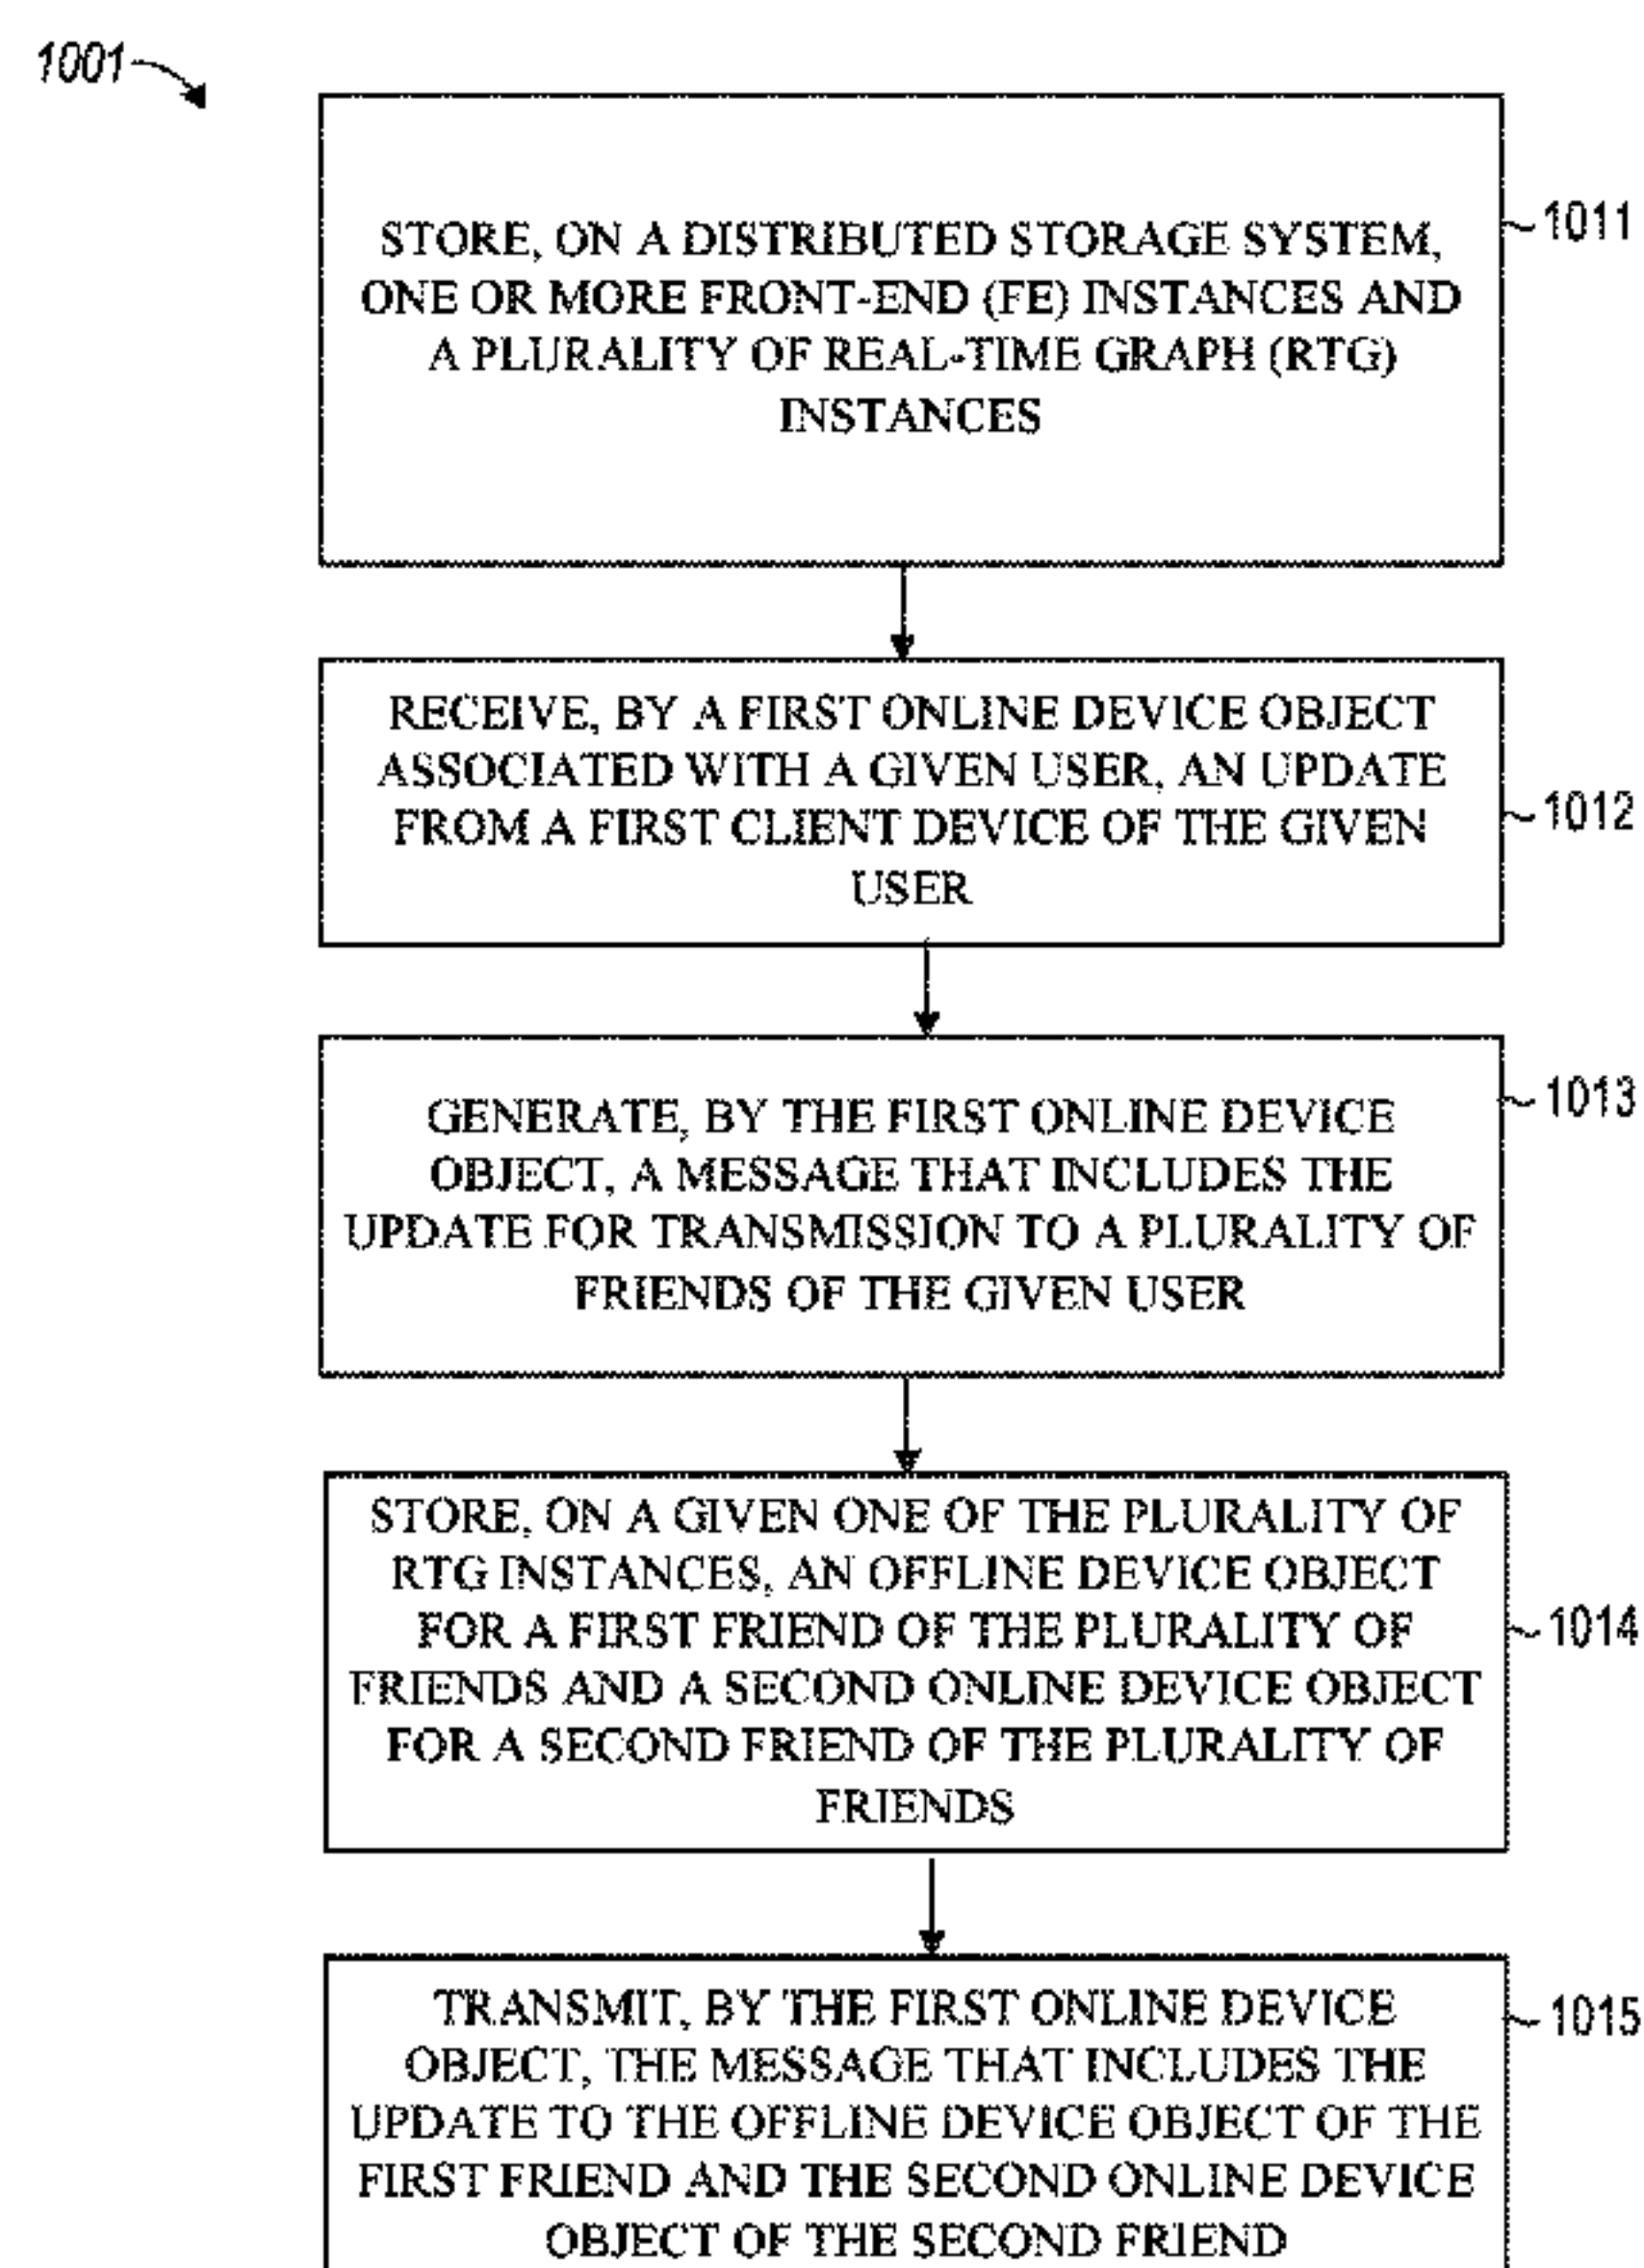 1001
STORE, ON A DISTRIBUTED STORAGE SYSTEM,
ONE OR MORE FRONT-END (FE) INSTANCES AND
A PLURALITY OF REAL-TIME GRAPH (RTG)
INSTANCES
1011
RECEIVE, BY A FIRST ONLINE DEVICE OBJECT
ASSOCIATED WITH A GIVEN USER, AN UPDATE
FROM A FIRST CLIENT DEVICE OF THE GIVEN
USER
1012
GENERATE, BY THE FIRST ONLINE DEVICE
OBJECT, A MESSAGE THAT INCLUDES THE
UPDATE FOR TRANSMISSION TO A PLURALITY OF
FRIENDS OF THE GIVEN USER
1013
STORE, ON A GIVEN ONE OF THE PLURALITY OF
RTG INSTANCES, AN OFFLINE DEVICE OBJECT
FOR A FIRST FRIEND OF THE PLURALITY OF
FRIENDS AND A SECOND ONLINE DEVICE OBJECT
FOR A SECOND FRIEND OF THE PLURALITY OF
FRIENDS
1014
TRANSMIT, BY THE FIRST ONLINE DEVICE
OBJECT, THE MESSAGE THAT INCLUDES THE
UPDATE TO THE OFFLINE DEVICE OBJECT OF THE
FIRST FRIEND AND THE SECOND ONLINE DEVICE
OBJECT OF THE SECOND FRIEND
1015